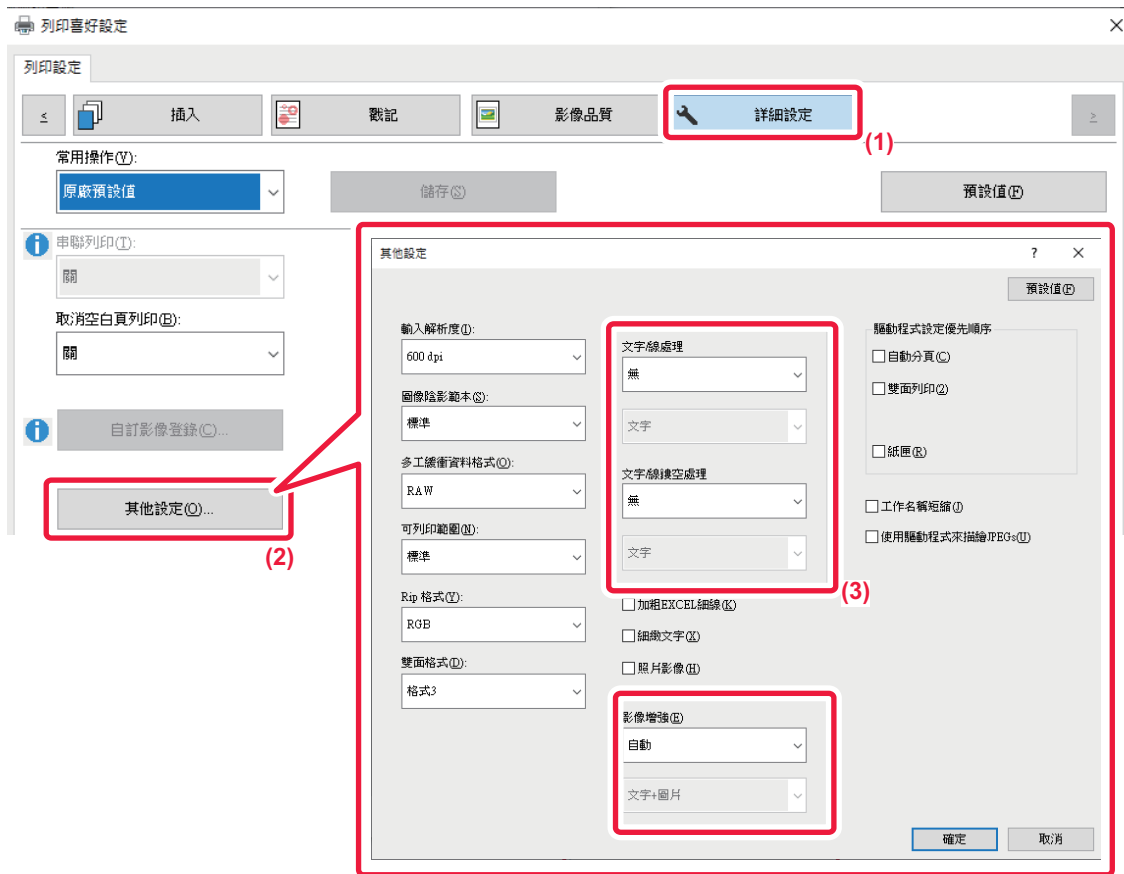 列印喜好設定
列印設定
≤ 插入 戳記 影像品質 詳細設定 ≥
(1)
常用操作(V):
原廠預設值 儲存(S) 預設值(F)
串聯列印(T):
關
取消空白頁列印(B):
關
自訂影像登錄(C)...
其他設定(O)...
(2)
其他設定 ?
預設值(F)
輸入解析度(I):
600 dpi
圖像陰影範本(S):
標準
多工緩衝資料格式(O):
RAW
可列印範圍(N):
標準
Rip 格式(Y):
RGB
雙面格式(D):
格式3
文字/線處理
無
文字
文字/線鏤空處理
無
文字
(3)
加粗EXCEL細線(K)
細緻文字(X)
照片影像(H)
影像增強(E)
自動
文字+圖片
驅動程式設定優先順序
自動分頁(C)
雙面列印(2)
紙匣(R)
工作名稱短縮(J)
使用驅動程式來描繪JPEGs(U)
確定 取消